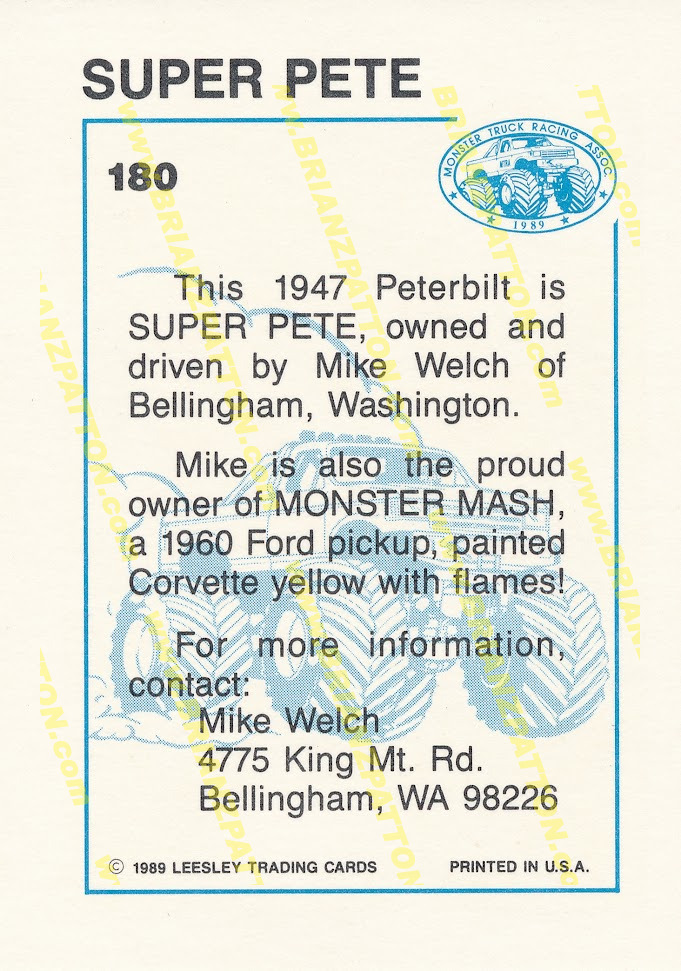 SUPER PETE
MONSTER TRUCK RACING ASSOC.
1989
180
This 1947 Peterbilt is
SUPER PETE, owned and
driven by Mike Welch of
Bellingham, Washington.
Mike is also the proud
owner of MONSTER MASH,
a 1960 Ford pickup, painted
Corvette yellow with flames!
For more information,
contact:
Mike Welch
4775 King Mt. Rd.
Bellingham, WA 98226
© 1989 LEESLEY TRADING CARDS
PRINTED IN U.S.A.
www.BRIANZPATTON.com